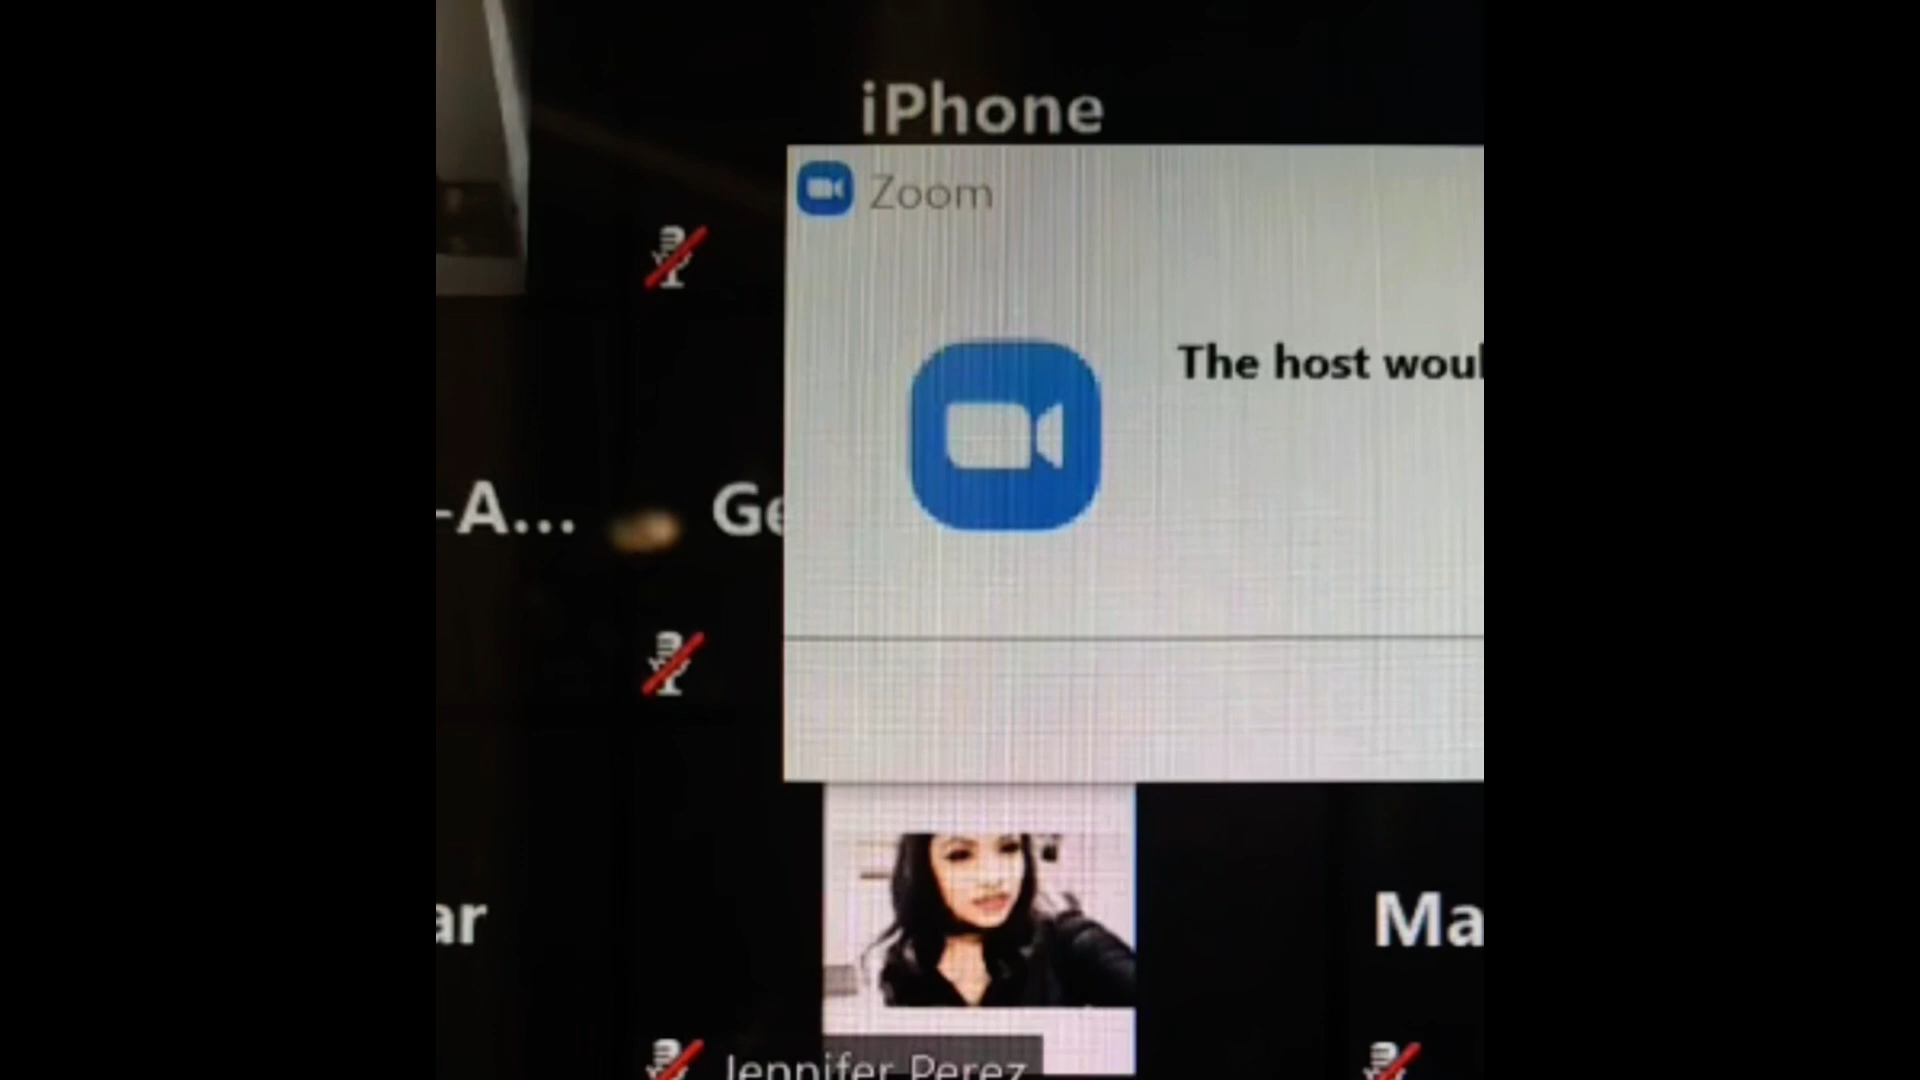 iPhone
Zoom
The host woul
-A... Ge
ar
Ma
Jennifer Perez